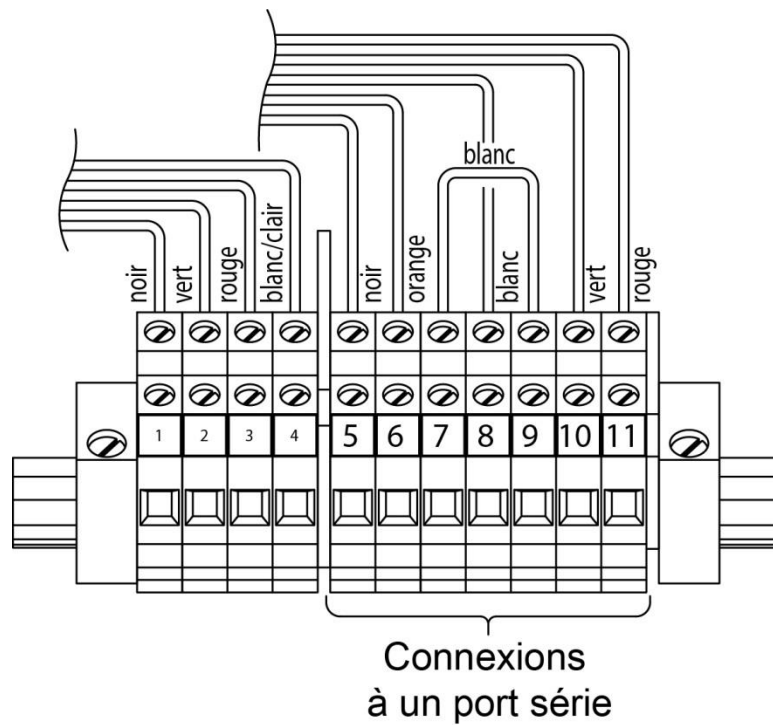 blanc
noir
vert
rouge
blanc/clair
noir
orange
blanc
vert
rouge
1 2 3 4 5 6 7 8 9 10 11
Connexions
à un port série